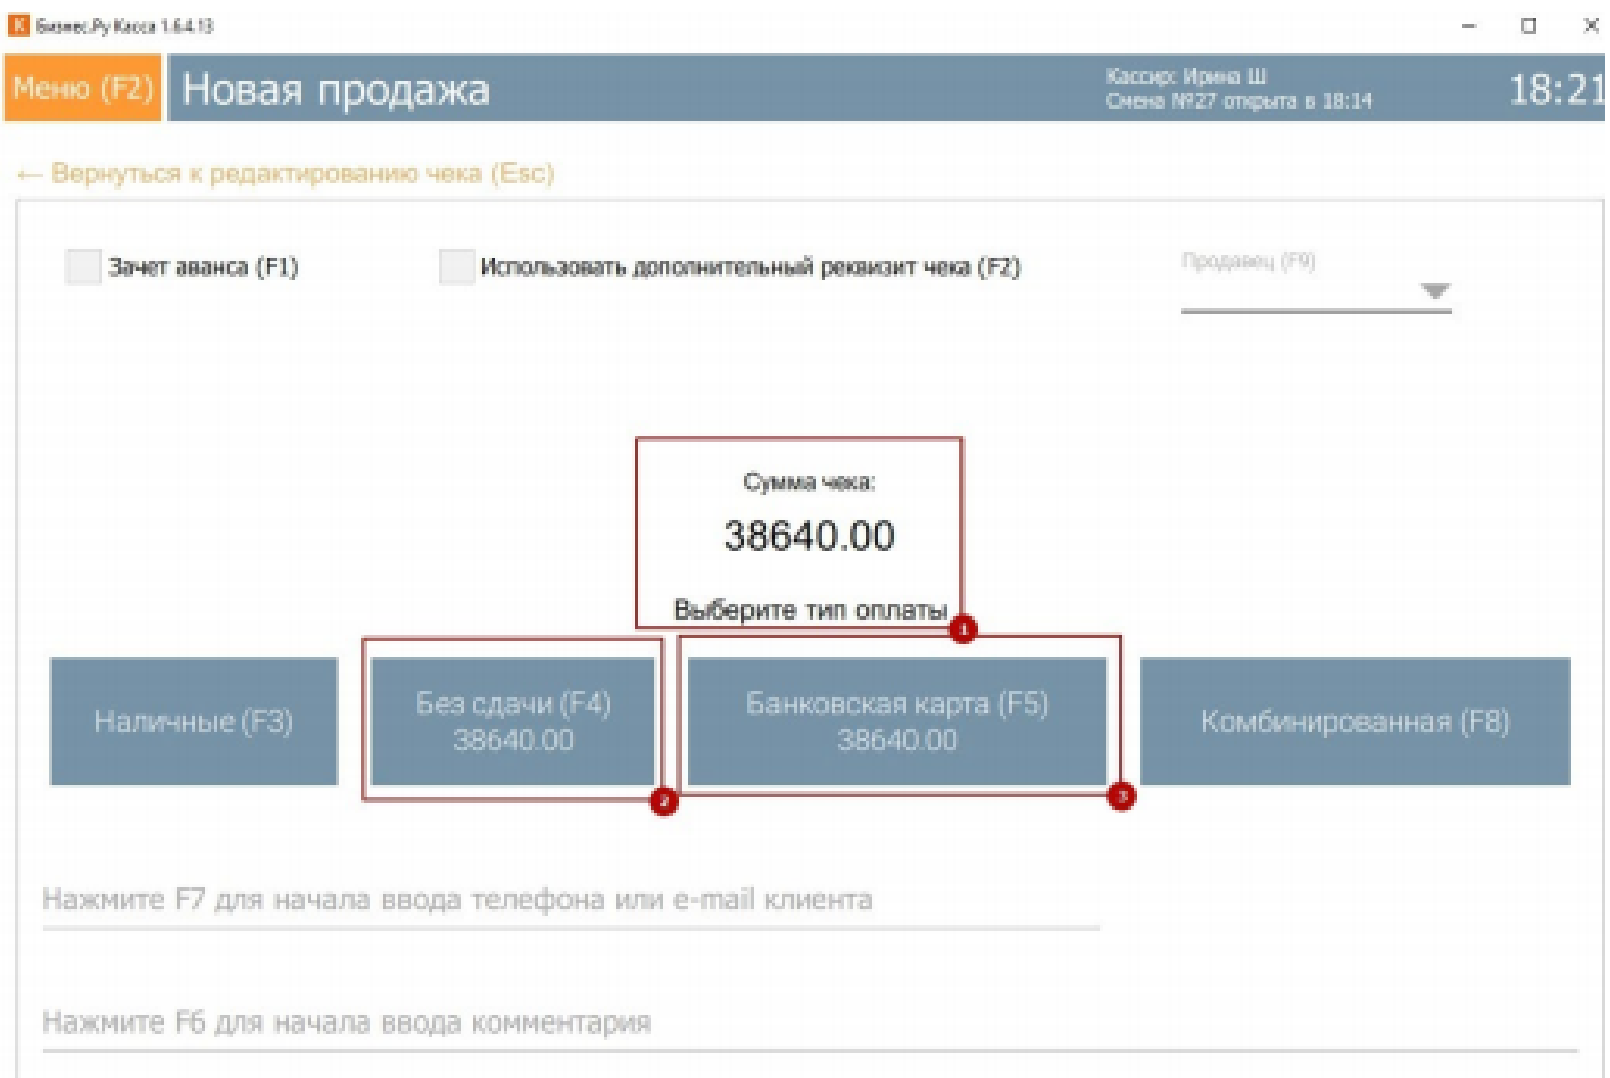 К Бизнес.Ру Касса 1.6.4.13
Меню (F2) Новая продажа
Кассир: Ирина Ш
Смена №27 открыта в 18:14
18:21
← Вернуться к редактированию чека (Esc)
Зачет аванса (F1)
Использовать дополнительный реквизит чека (F2)
Продавец (F9)
Сумма чека:
38640.00
Выберите тип оплаты
1
Наличные (F3)
Без сдачи (F4)
38640.00
2
Банковская карта (F5)
38640.00
3
Комбинированная (F8)
Нажмите F7 для начала ввода телефона или e-mail клиента
Нажмите F6 для начала ввода комментария